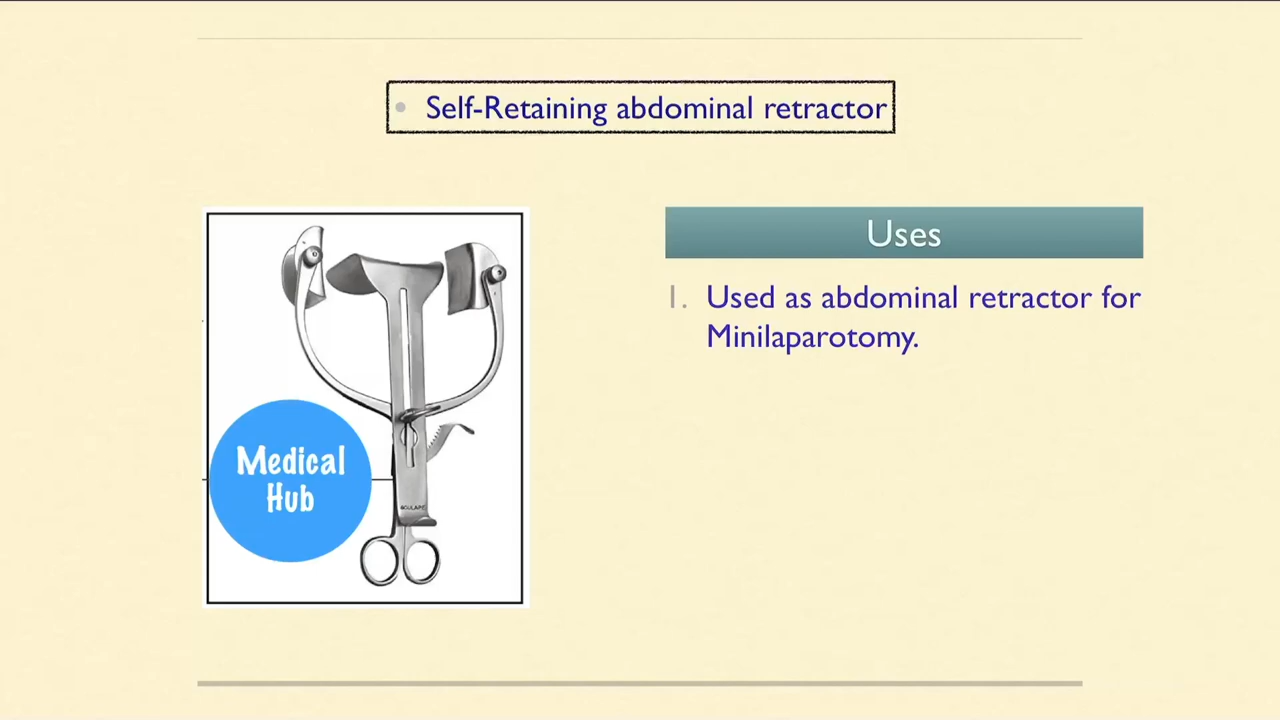 • Self-Retaining abdominal retractor
Uses
1. Used as abdominal retractor for
Minilaparotomy.
Medical
Hub